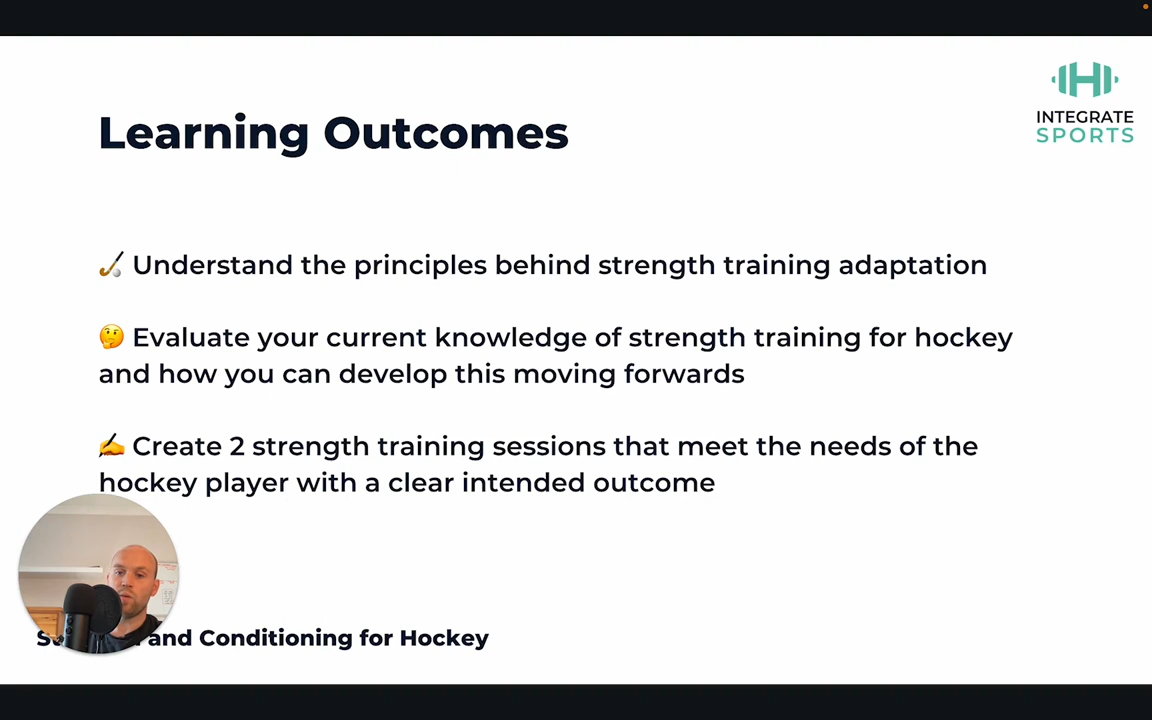 INTEGRATE
SPORTS
Learning Outcomes
🏑 Understand the principles behind strength training adaptation
🤔 Evaluate your current knowledge of strength training for hockey
and how you can develop this moving forwards
✍️ Create 2 strength training sessions that meet the needs of the
hockey player with a clear intended outcome
and Conditioning for Hockey